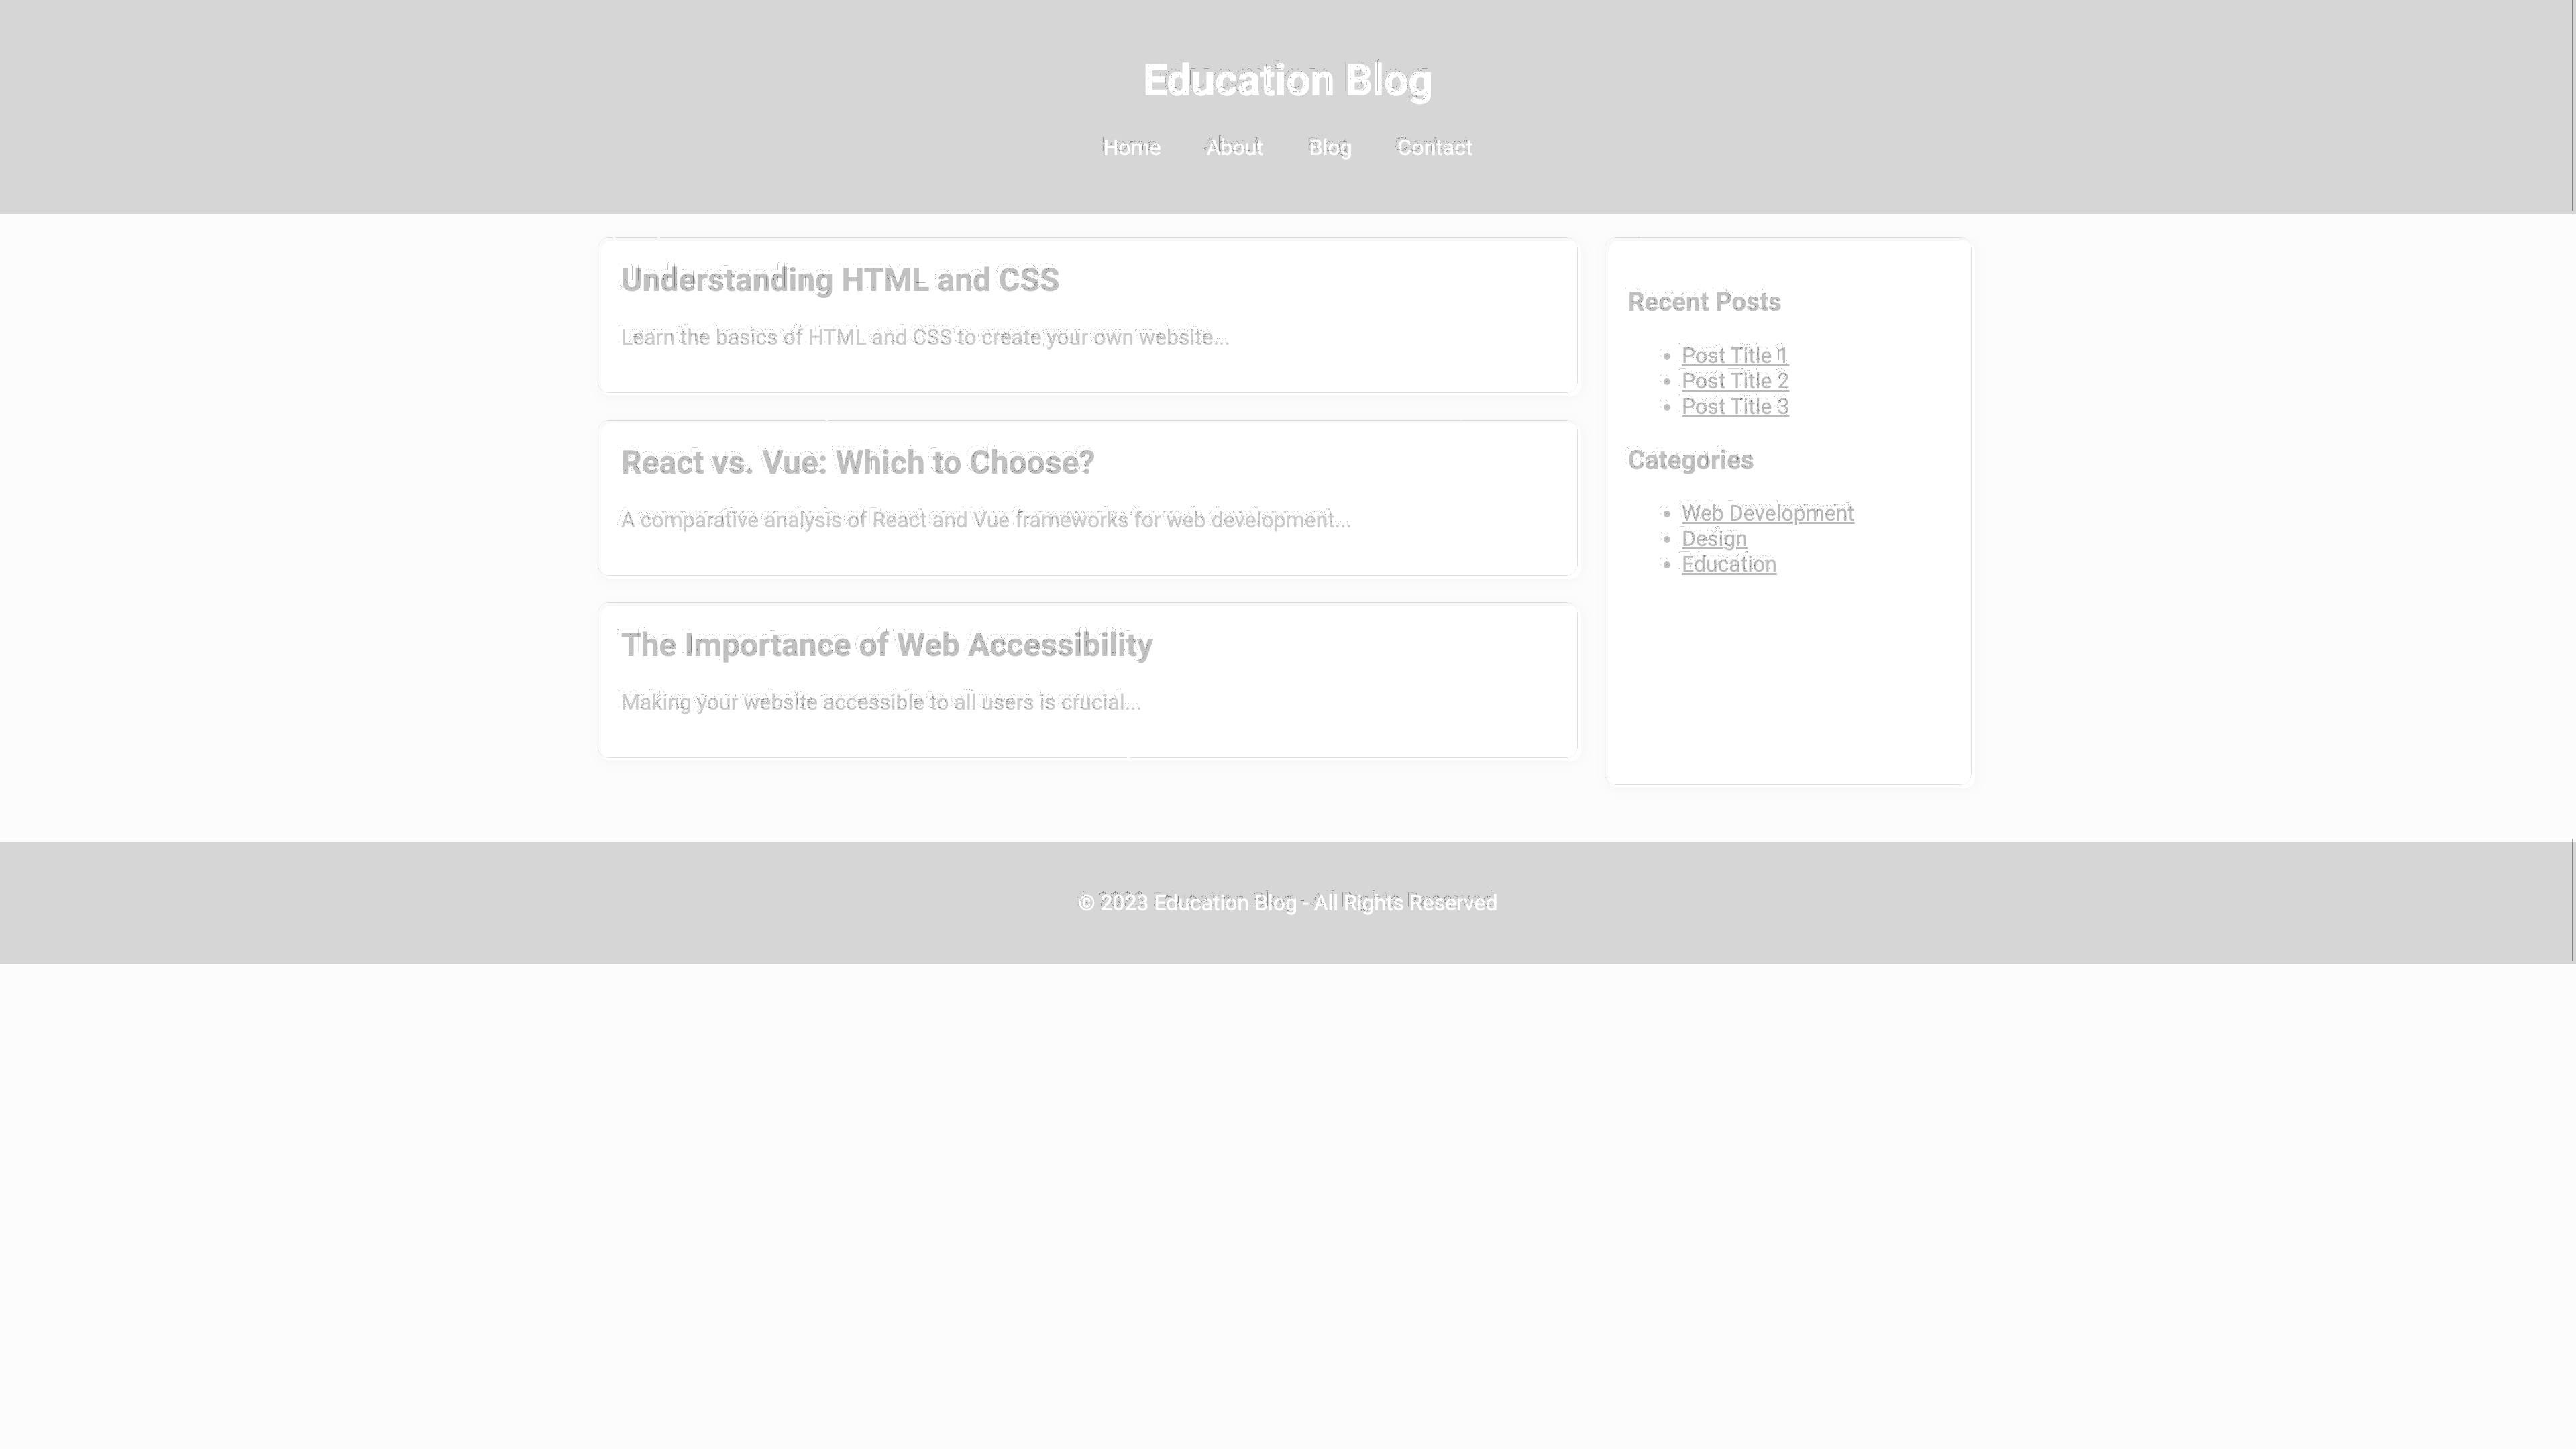 Education Blog
Home About Blog Contact
Understanding HTML and CSS
Learn the basics of HTML and CSS to create your own website...
React vs. Vue: Which to Choose?
A comparative analysis of React and Vue frameworks for web development...
The Importance of Web Accessibility
Making your website accessible to all users is crucial...
Recent Posts
Post Title 1
Post Title 2
Post Title 3
Categories
Web Development
Design
Education
© 2023 Education Blog - All Rights Reserved